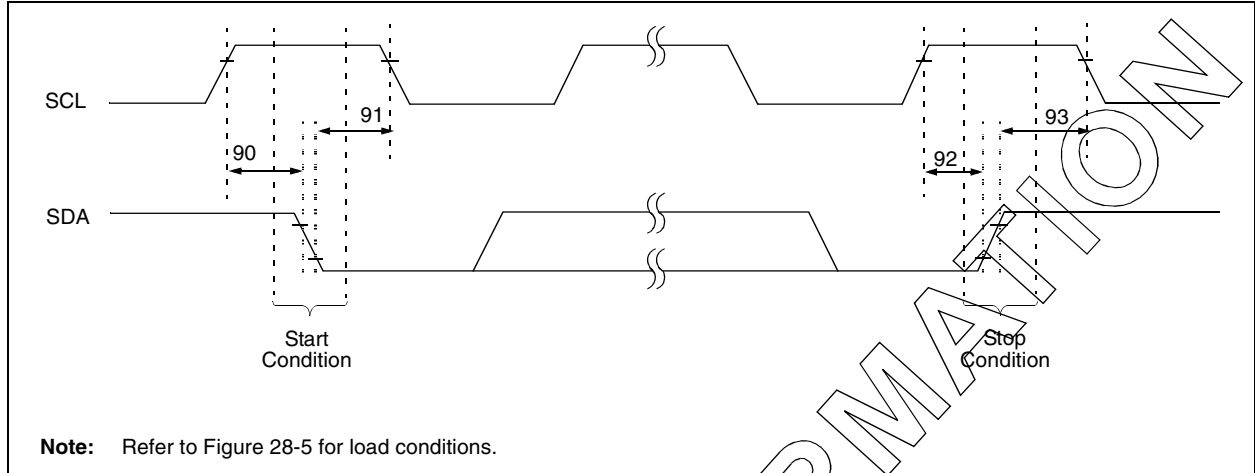 SCL
91
93
90
92
SDA
Start
Condition
Stop
Condition
Note: Refer to Figure 28-5 for load conditions.
RMATION